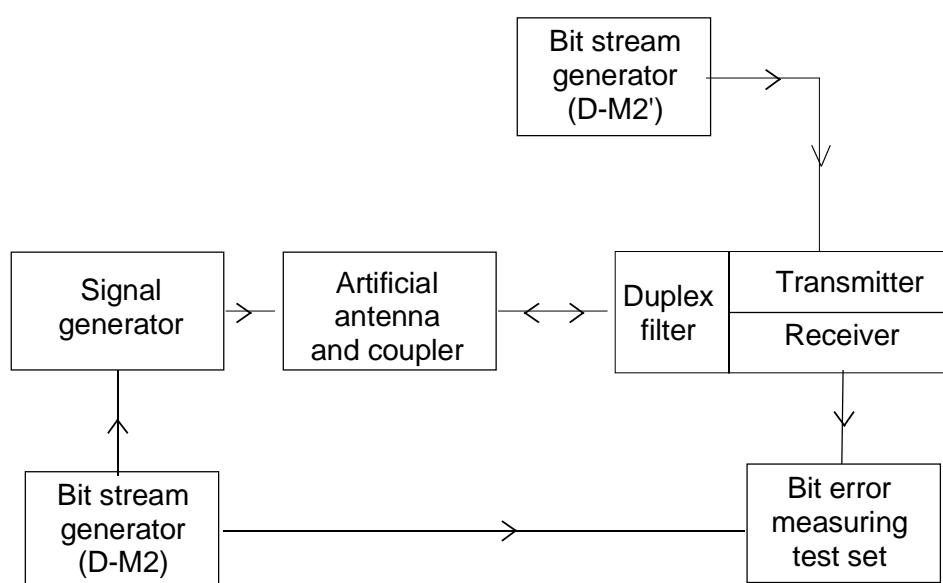 Bit stream
generator
(D-M2')
Signal
generator
Artificial
antenna
and coupler
Duplex
filter
Transmitter
Receiver
Bit stream
generator
(D-M2)
Bit error
measuring
test set